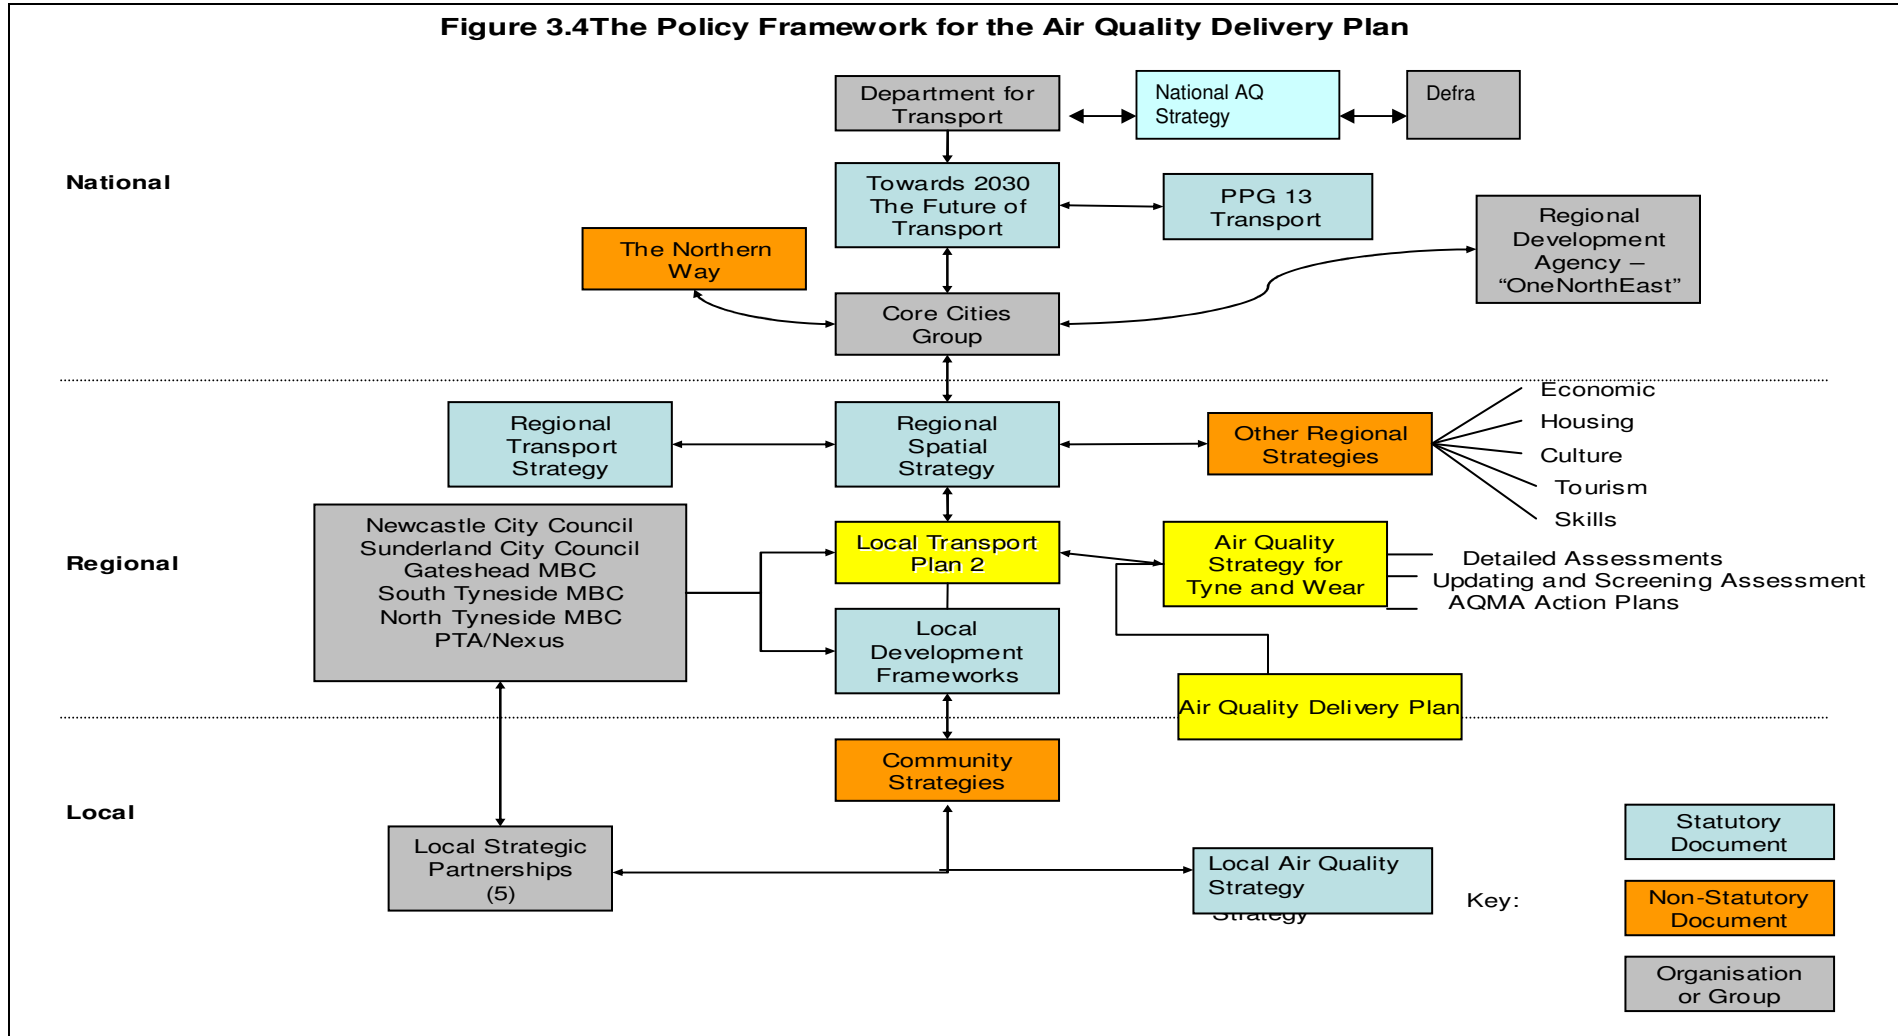 Figure 3.4The Policy Framework for the Air Quality Delivery Plan
Department for
Transport
National AQ
Strategy
Defra
National
Towards 2030
The Future of
Transport
PPG 13
Transport
Regional
Development
Agency –
“OneNorthEast”
The Northern
Way
Core Cities
Group
Regional
Transport
Strategy
Regional
Spatial
Strategy
Other Regional
Strategies
Economic
Housing
Culture
Tourism
Skills
Regional
Newcastle City Council
Sunderland City Council
Gateshead MBC
South Tyneside MBC
North Tyneside MBC
PTA/Nexus
Local Transport
Plan 2
Air Quality
Strategy for
Tyne and Wear
Detailed Assessments
Updating and Screening Assessment
AQMA Action Plans
Local
Development
Frameworks
Air Quality Delivery Plan
Local
Community
Strategies
Local Strategic
Partnerships
(5)
Local Air Quality
Strategy
Strategy
Key:
Statutory
Document
Non-Statutory
Document
Organisation
or Group